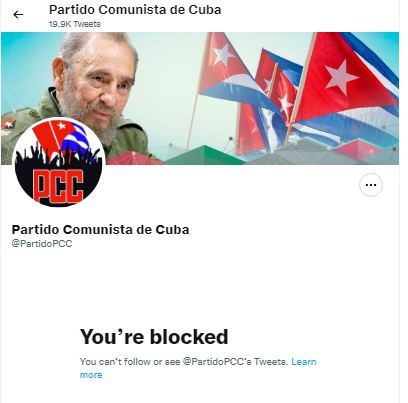 Partido Comunista de Cuba
19.9K Tweets
PCC
Partido Comunista de Cuba
@PartidoPCC
You’re blocked
You can’t follow or see @PartidoPCC’s Tweets. Learn
more